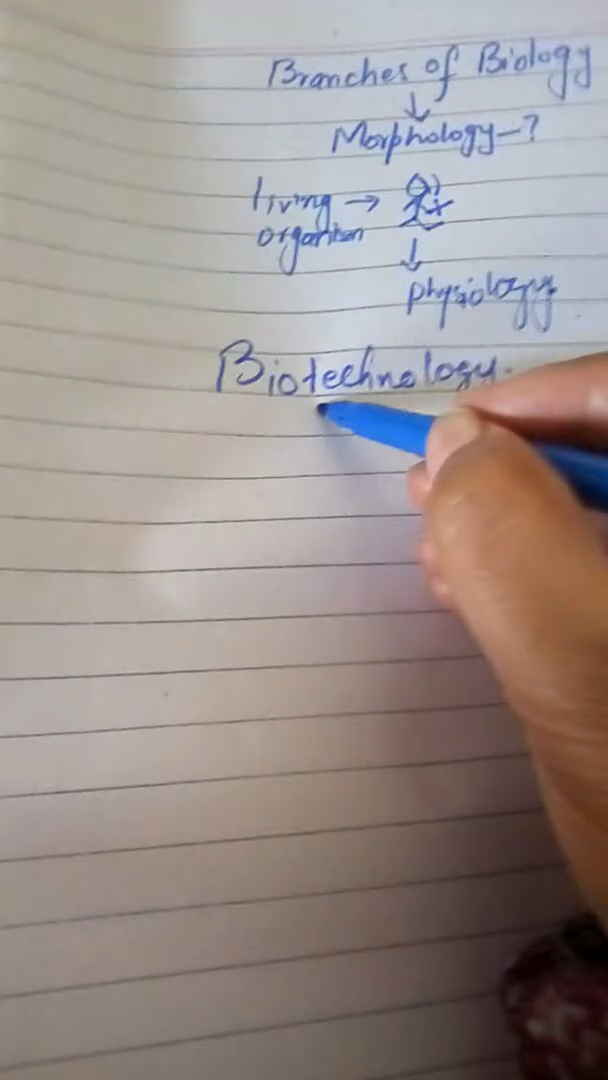 Branches of Biology
↓
Morphology-?
living →
organism
↓
physiology
Biotechnology.